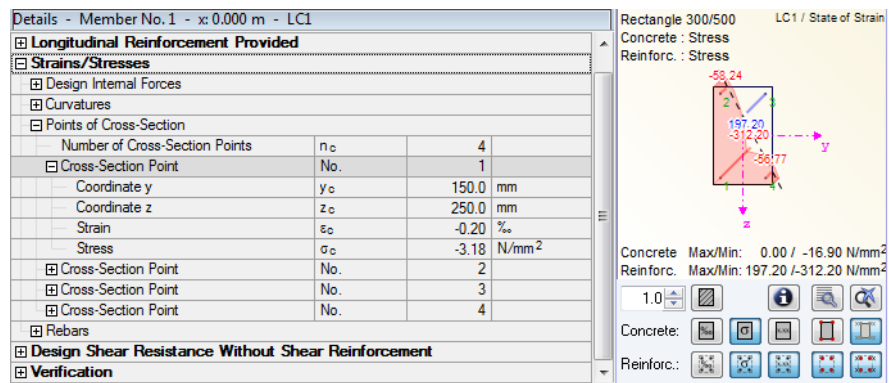 Details - Member No. 1 - x: 0.000 m - LC1
Longitudinal Reinforcement Provided
Strains/Stresses
Design Internal Forces
Curvatures
Points of Cross-Section
Number of Cross-Section Points n c 4
Cross-Section Point No. 1
Coordinate y y c 150.0 mm
Coordinate z z c 250.0 mm
Strain ε c -0.20 ‰
Stress σ c -3.18 N/mm²
Cross-Section Point No. 2
Cross-Section Point No. 3
Cross-Section Point No. 4
Rebars
Design Shear Resistance Without Shear Reinforcement
Verification
Rectangle 300/500 LC1 / State of Strain
Concrete : Stress
Reinforc. : Stress
-58.24
2 3
197.20
-312.20
y
-56.77
1 4
z
Concrete Max/Min: 0.00 / -16.90 N/mm²
Reinforc. Max/Min: 197.20 /-312.20 N/mm²
1.0
Concrete: ‰ σ
Reinforc.: ‰ σ